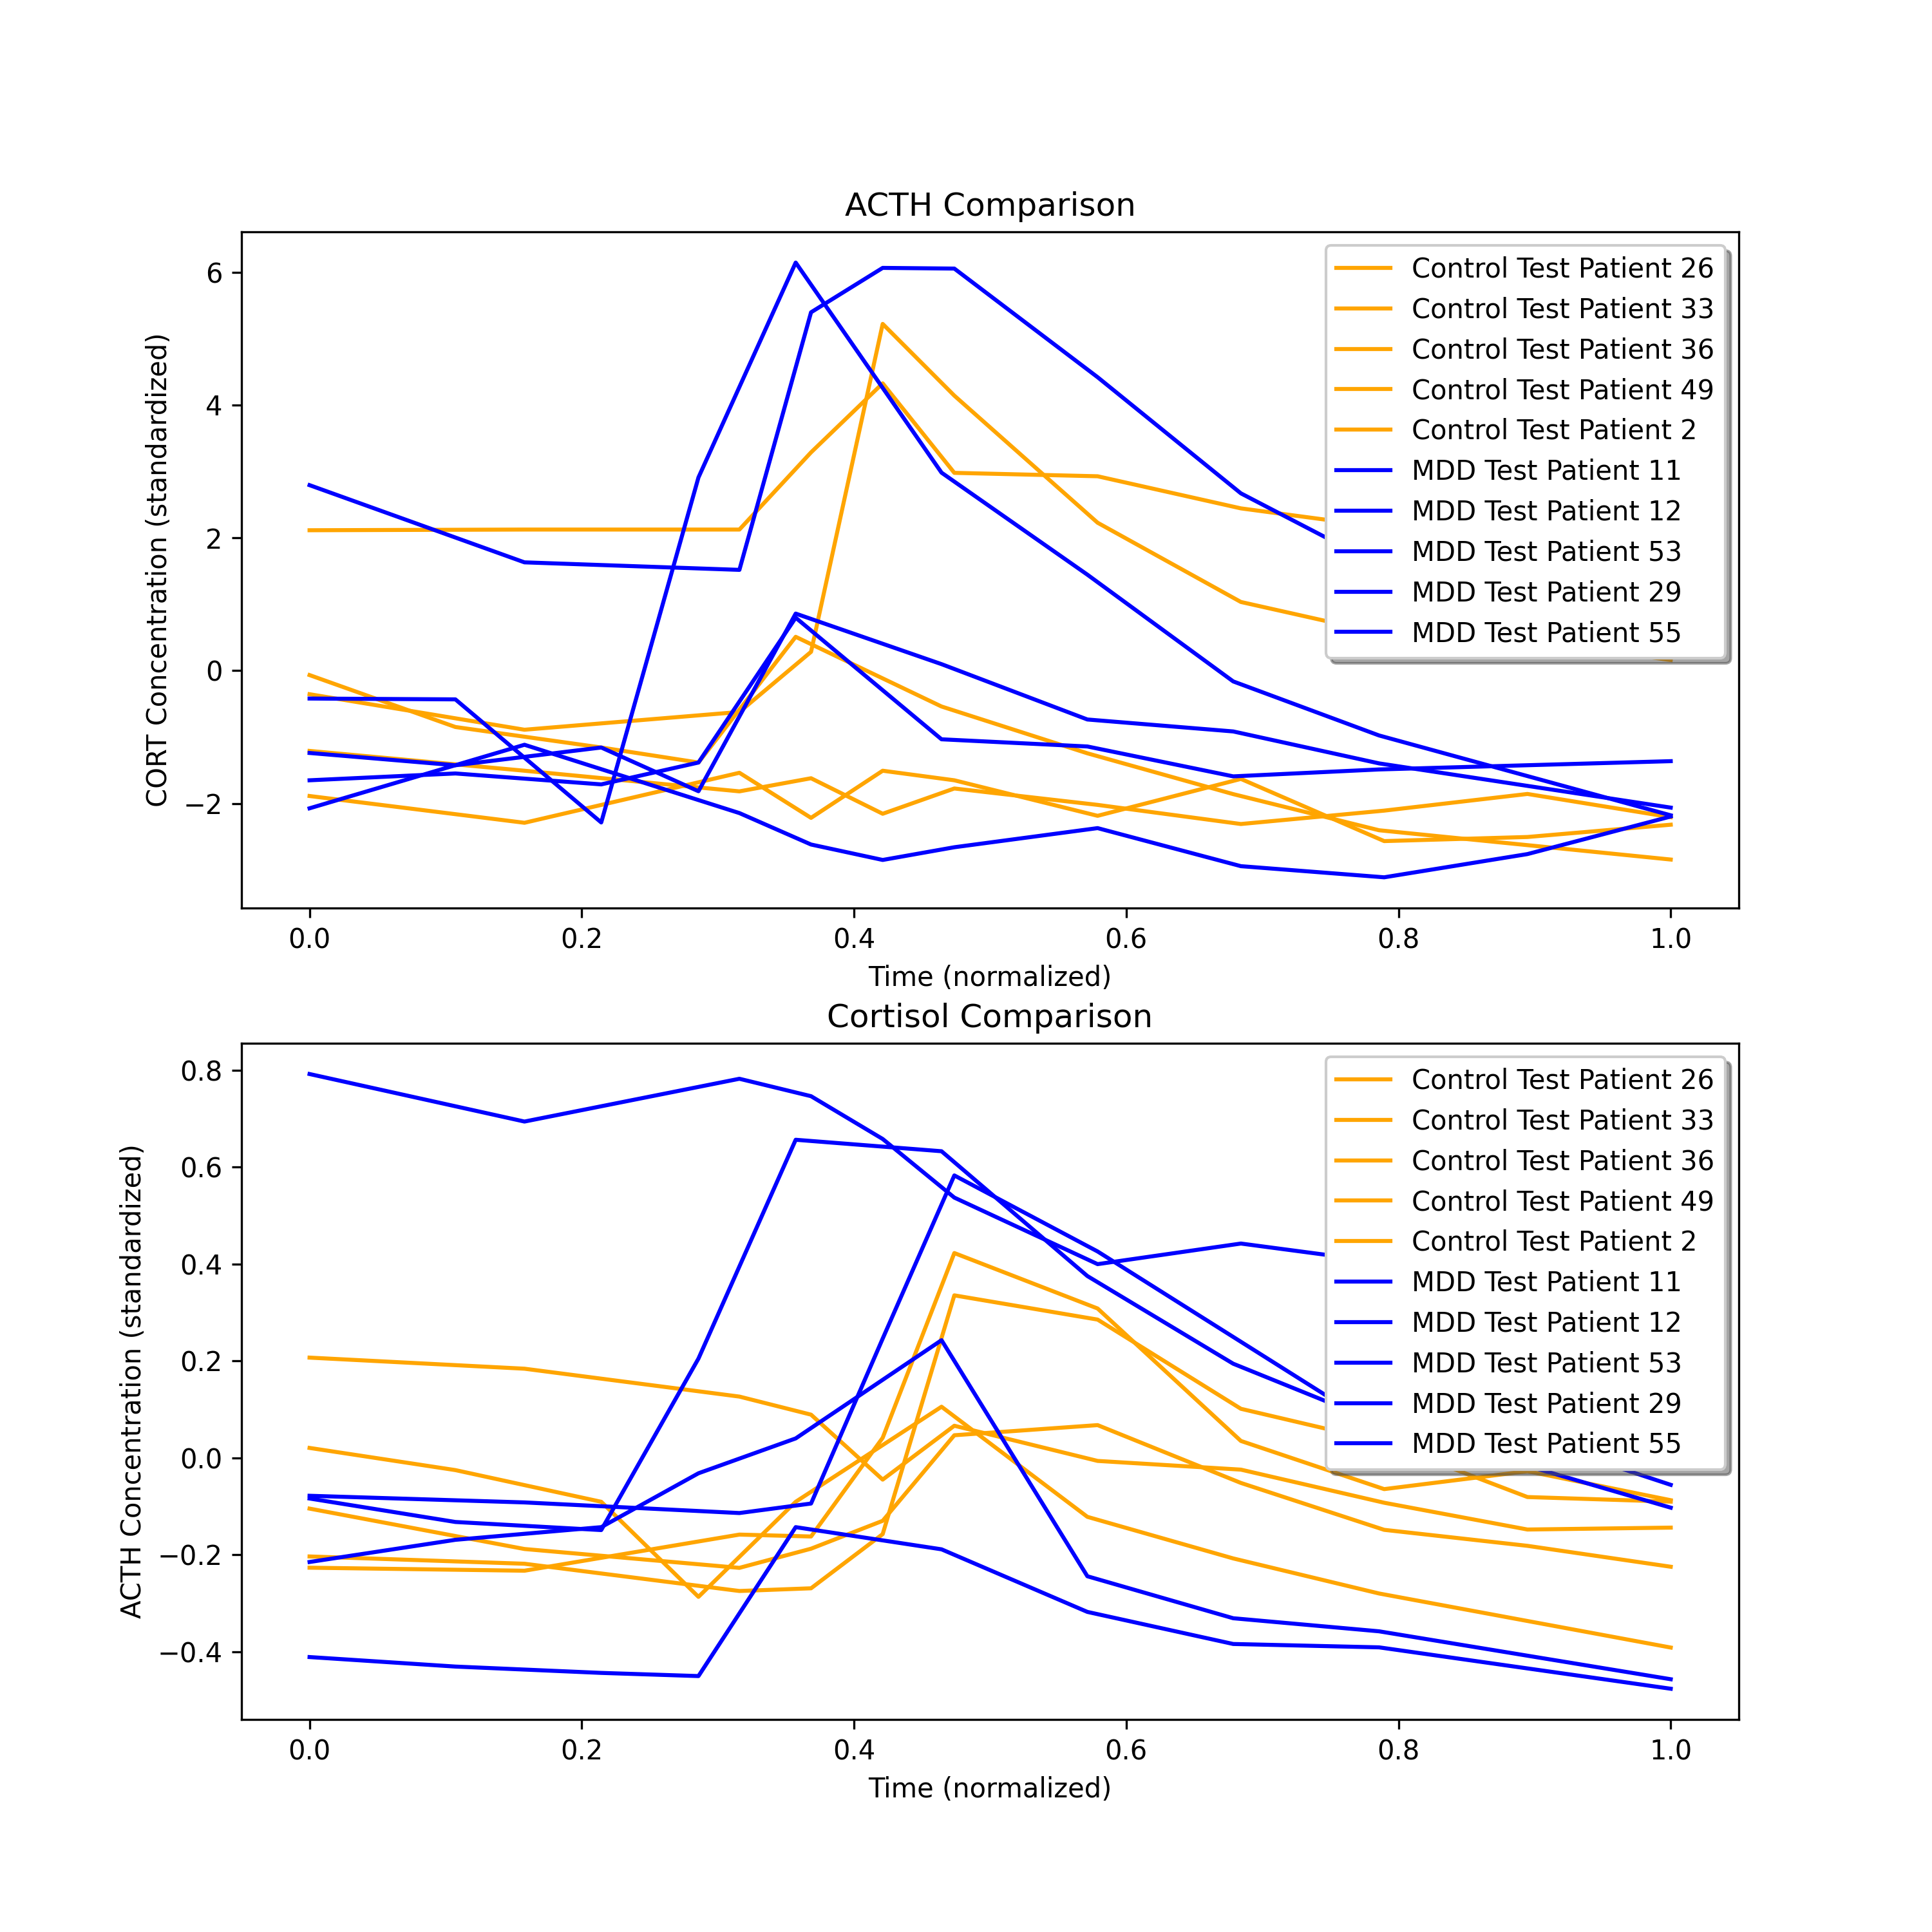 ACTH Comparison
CORT Concentration (standardized)
6
4
2
0
−2
Control Test Patient 26
Control Test Patient 33
Control Test Patient 36
Control Test Patient 49
Control Test Patient 2
MDD Test Patient 11
MDD Test Patient 12
MDD Test Patient 53
MDD Test Patient 29
MDD Test Patient 55
0.0 0.2 0.4 0.6 0.8 1.0
Time (normalized)
Cortisol Comparison
ACTH Concentration (standardized)
0.8
0.6
0.4
0.2
0.0
−0.2
−0.4
Control Test Patient 26
Control Test Patient 33
Control Test Patient 36
Control Test Patient 49
Control Test Patient 2
MDD Test Patient 11
MDD Test Patient 12
MDD Test Patient 53
MDD Test Patient 29
MDD Test Patient 55
0.0 0.2 0.4 0.6 0.8 1.0
Time (normalized)